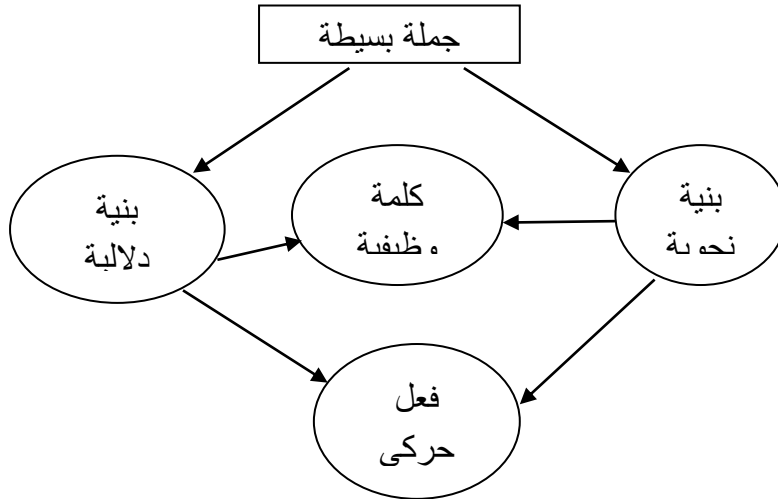 جملة بسيطة
بنية
نحوية
كلمة
وظيفية
بنية
دلالية
فعل
حركي